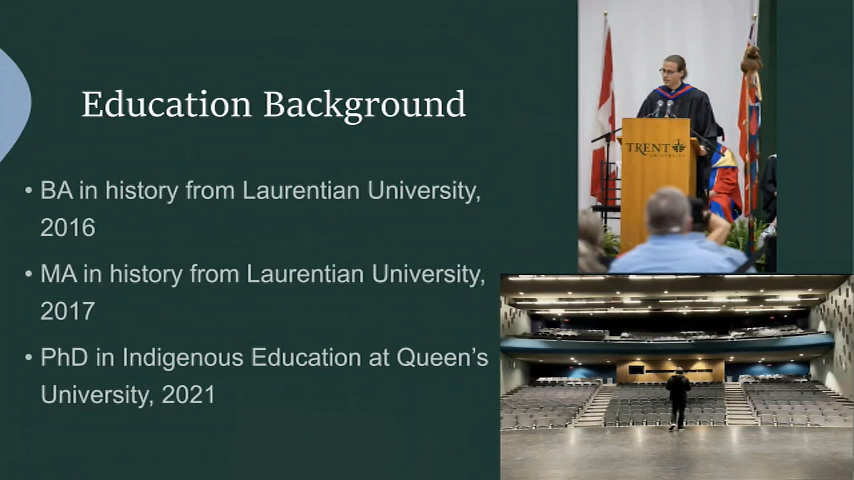 Education Background
• BA in history from Laurentian University,
2016
• MA in history from Laurentian University,
2017
• PhD in Indigenous Education at Queen’s
University, 2021
TRENT
UNIVERSITY